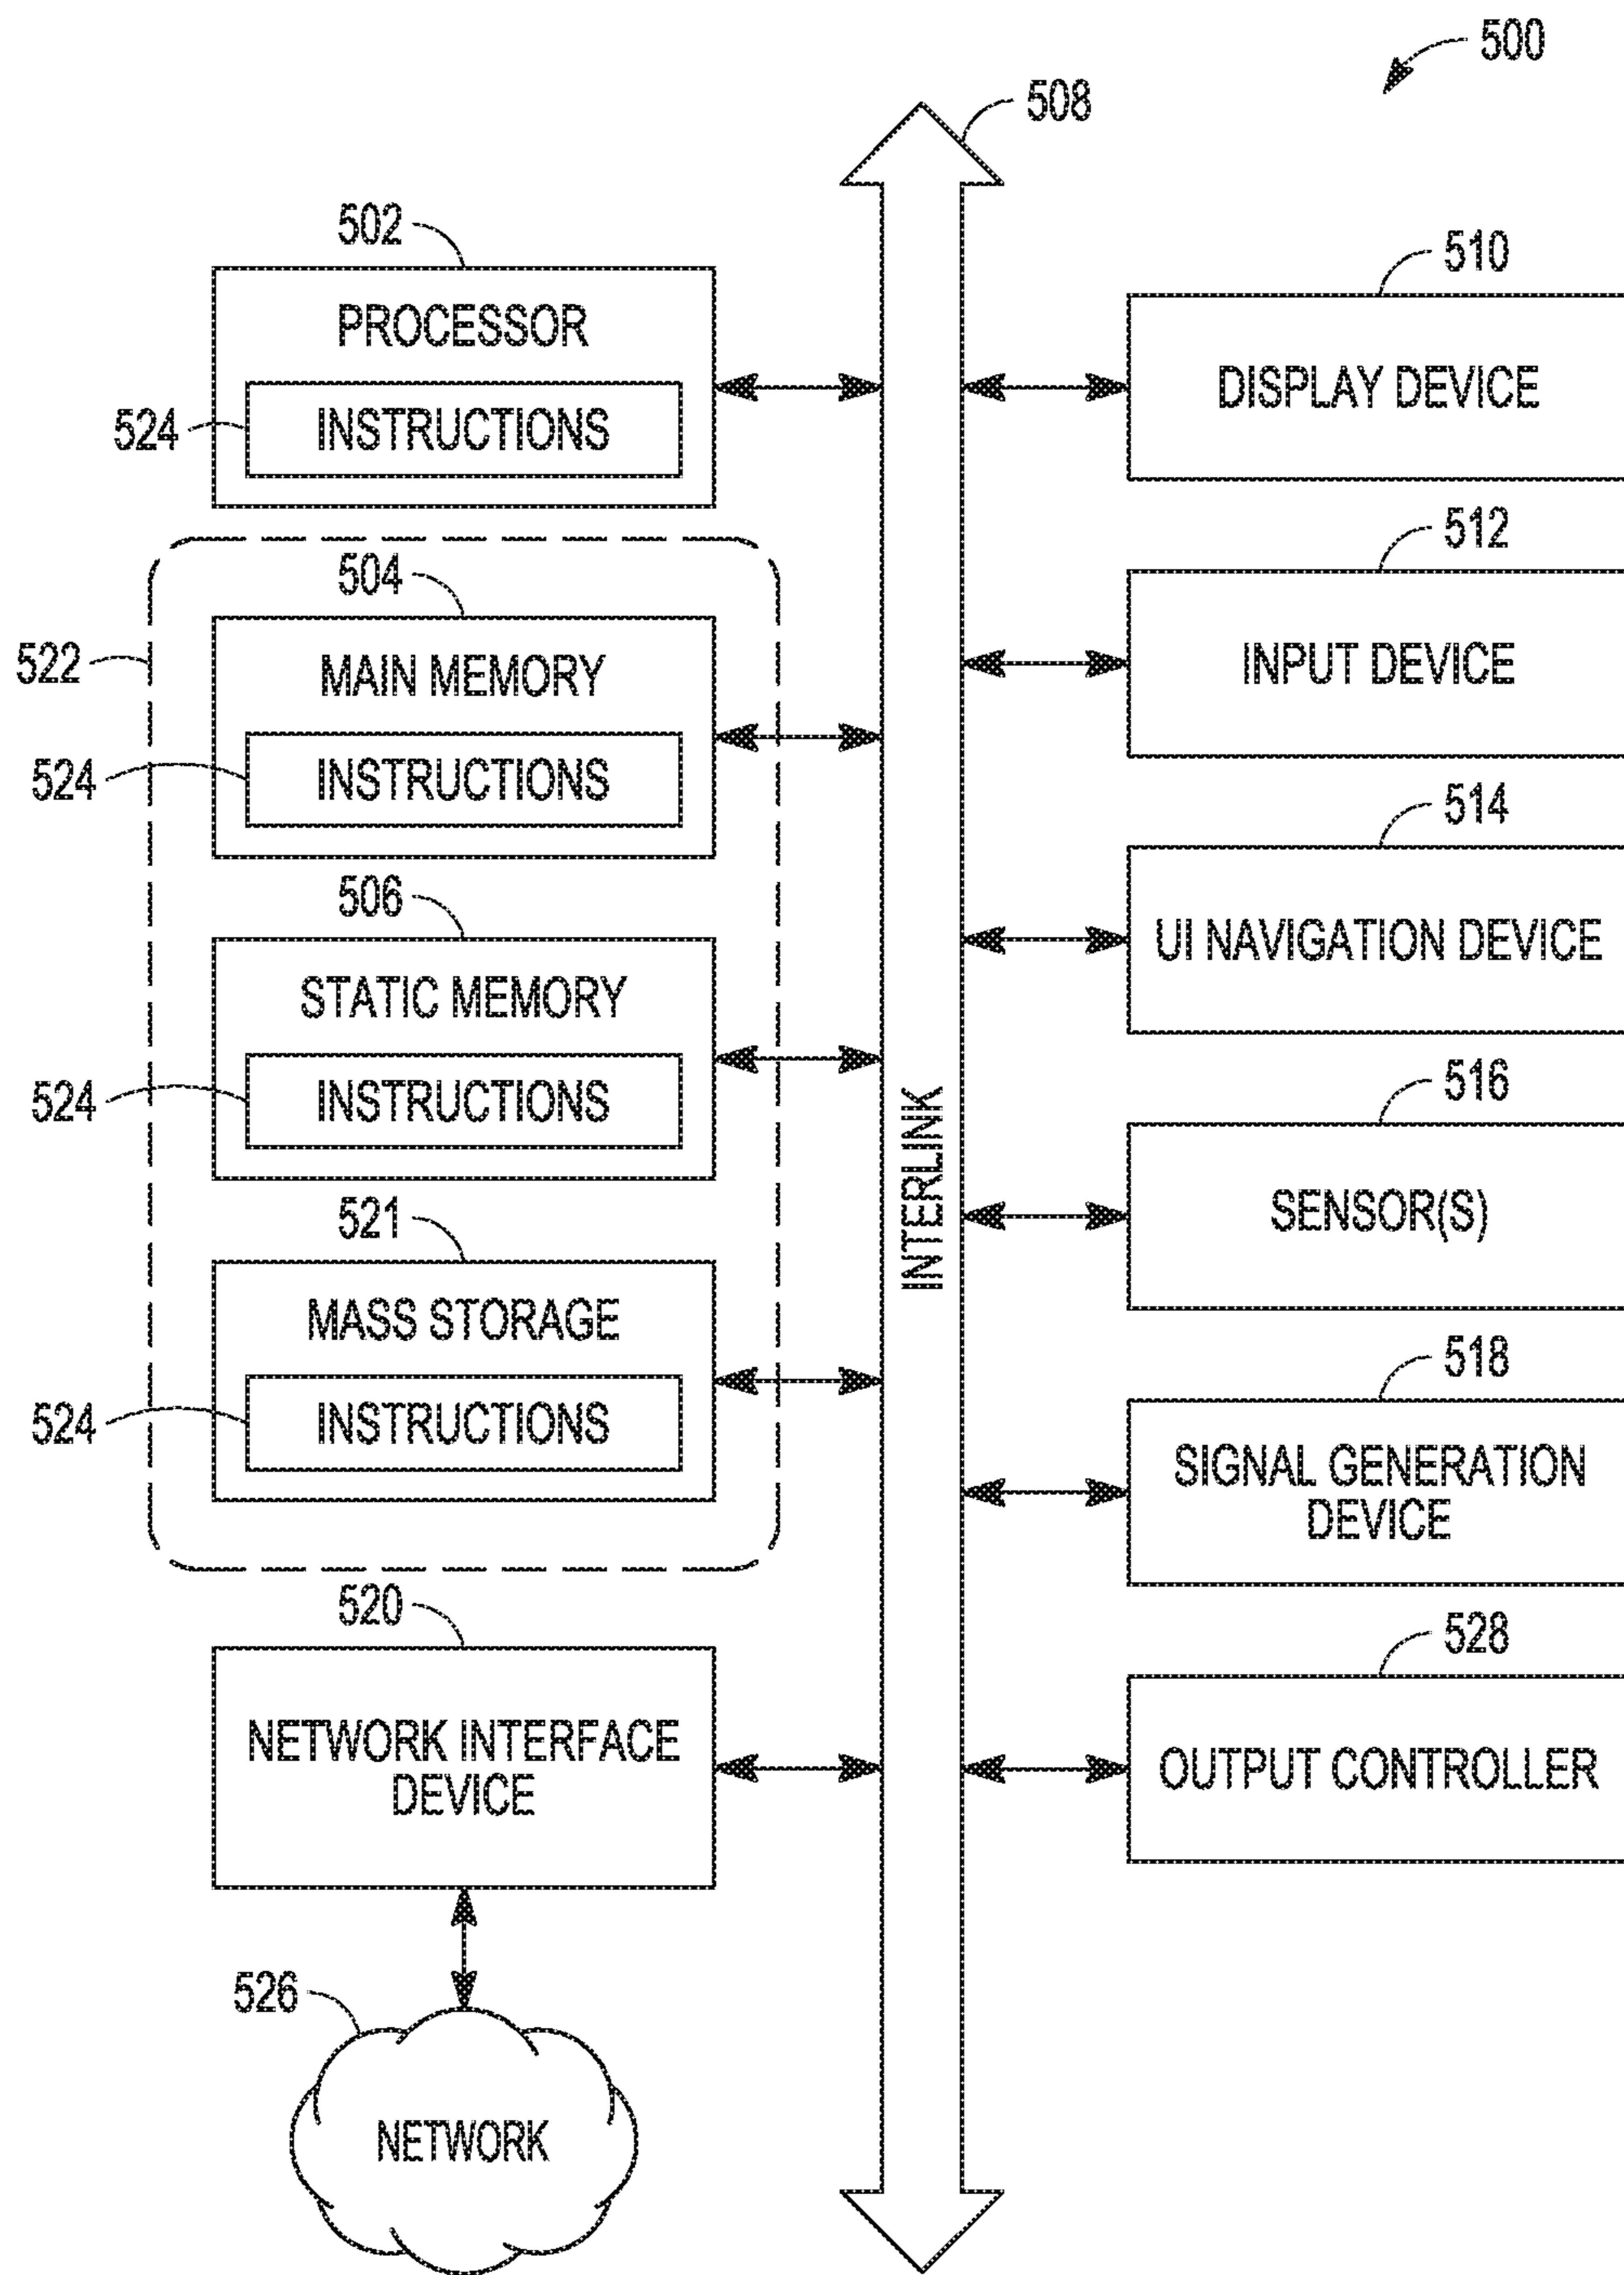 500
508
502
PROCESSOR
524
INSTRUCTIONS
522
504
MAIN MEMORY
524
INSTRUCTIONS
506
STATIC MEMORY
524
INSTRUCTIONS
521
MASS STORAGE
524
INSTRUCTIONS
520
NETWORK INTERFACE
DEVICE
526
NETWORK
INTERLINK
510
DISPLAY DEVICE
512
INPUT DEVICE
514
UI NAVIGATION DEVICE
516
SENSOR(S)
518
SIGNAL GENERATION
DEVICE
528
OUTPUT CONTROLLER